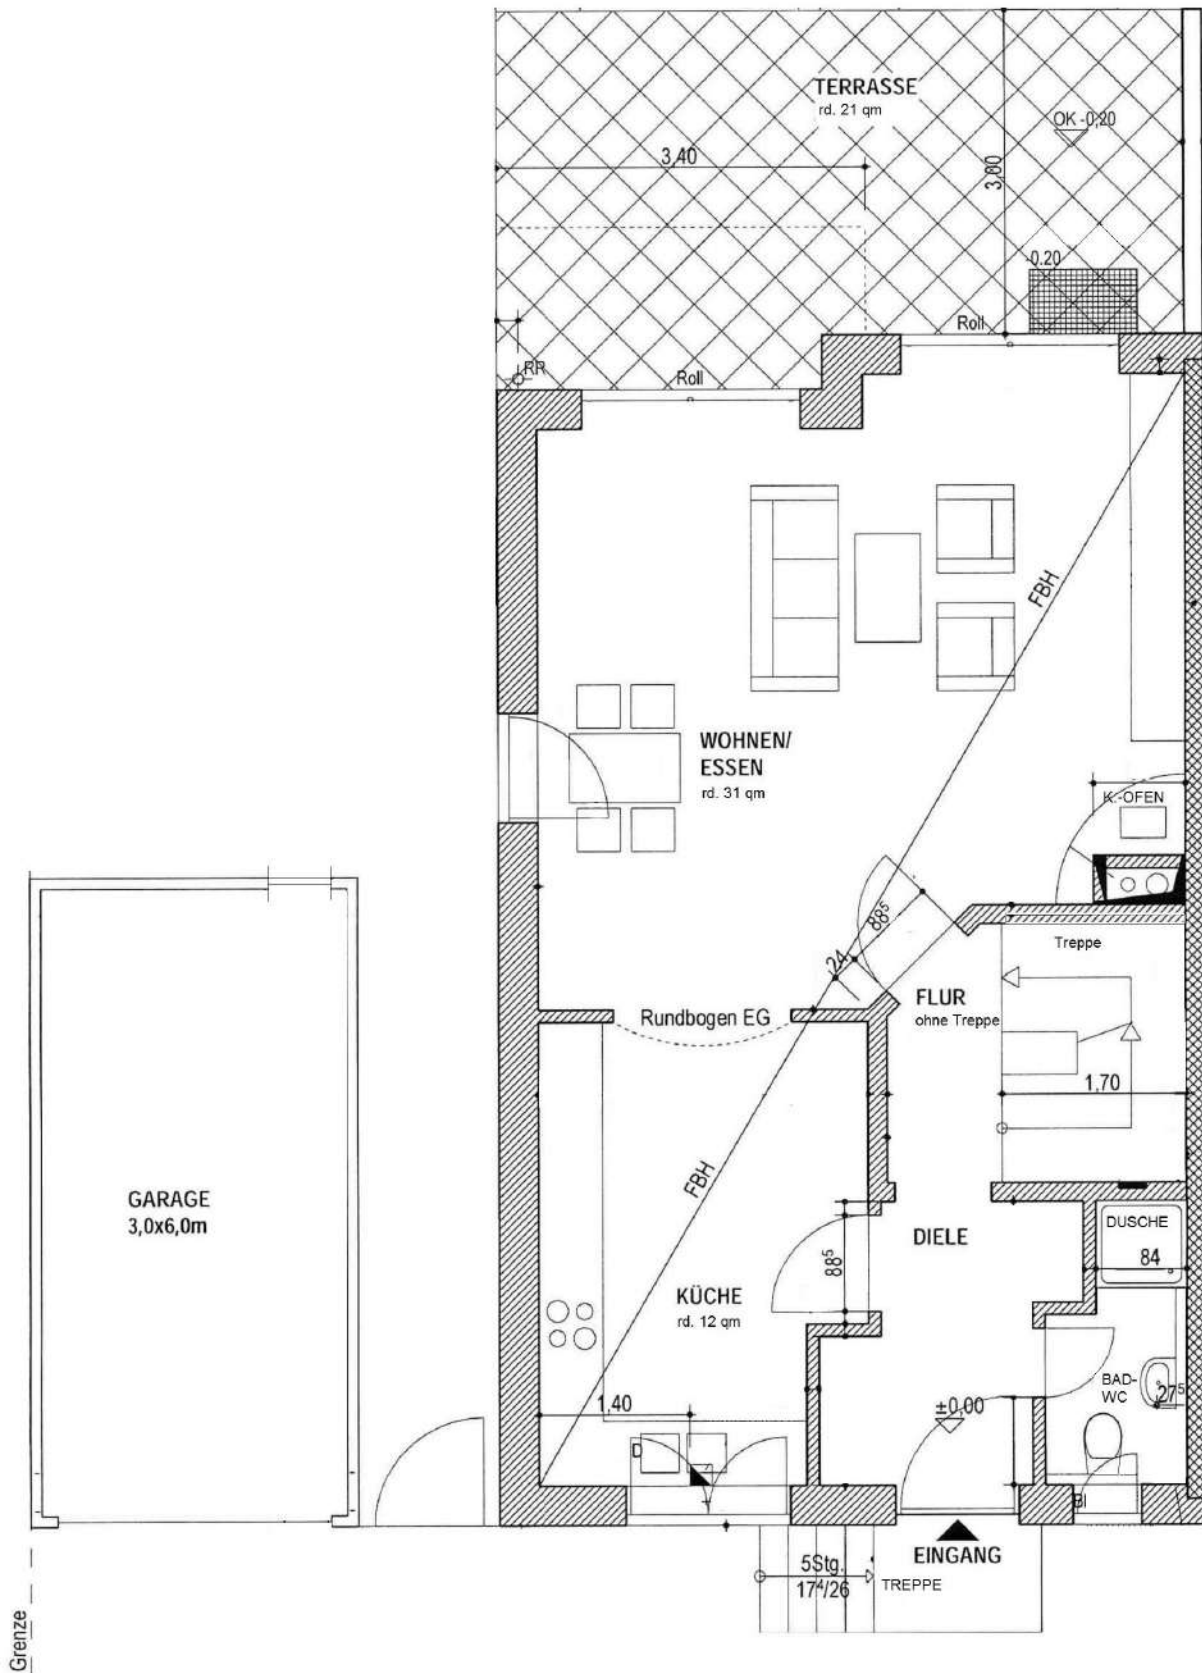 TERRASSE
rd. 21 qm
OK -0,20
3,40
3,00
-0.20
Roll
RR
Roll
FBH
WOHNEN/
ESSEN
rd. 31 qm
K.-OFEN
88⁵
24
Treppe
FLUR
ohne Treppe
Rundbogen EG
1,70
FBH
GARAGE
3,0x6,0m
DUSCHE
84
DIELE
88⁵
KÜCHE
rd. 12 qm
BAD-
WC
27⁵
1,40
±0,00
D
BI
EINGANG
5Stg.
17⁴/26
TREPPE
Grenze